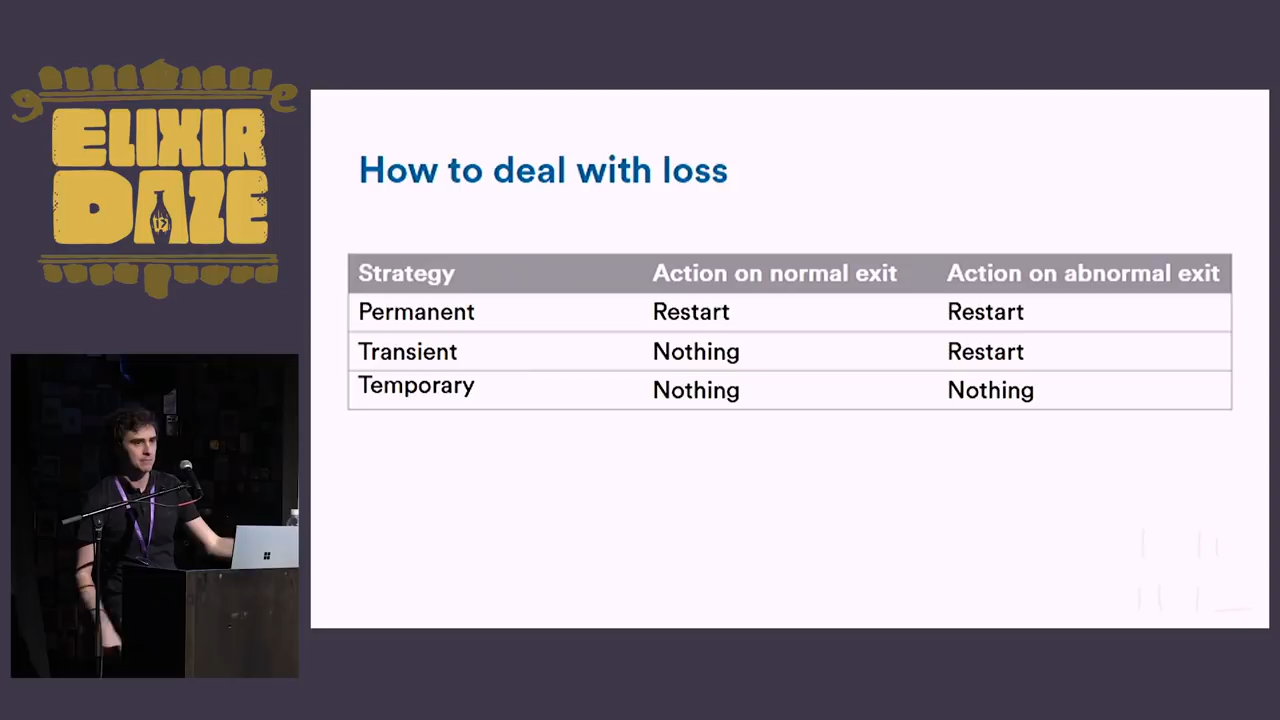 ELIXIR
DAZE
How to deal with loss
Strategy Action on normal exit Action on abnormal exit
Permanent Restart Restart
Transient Nothing Restart
Temporary Nothing Nothing